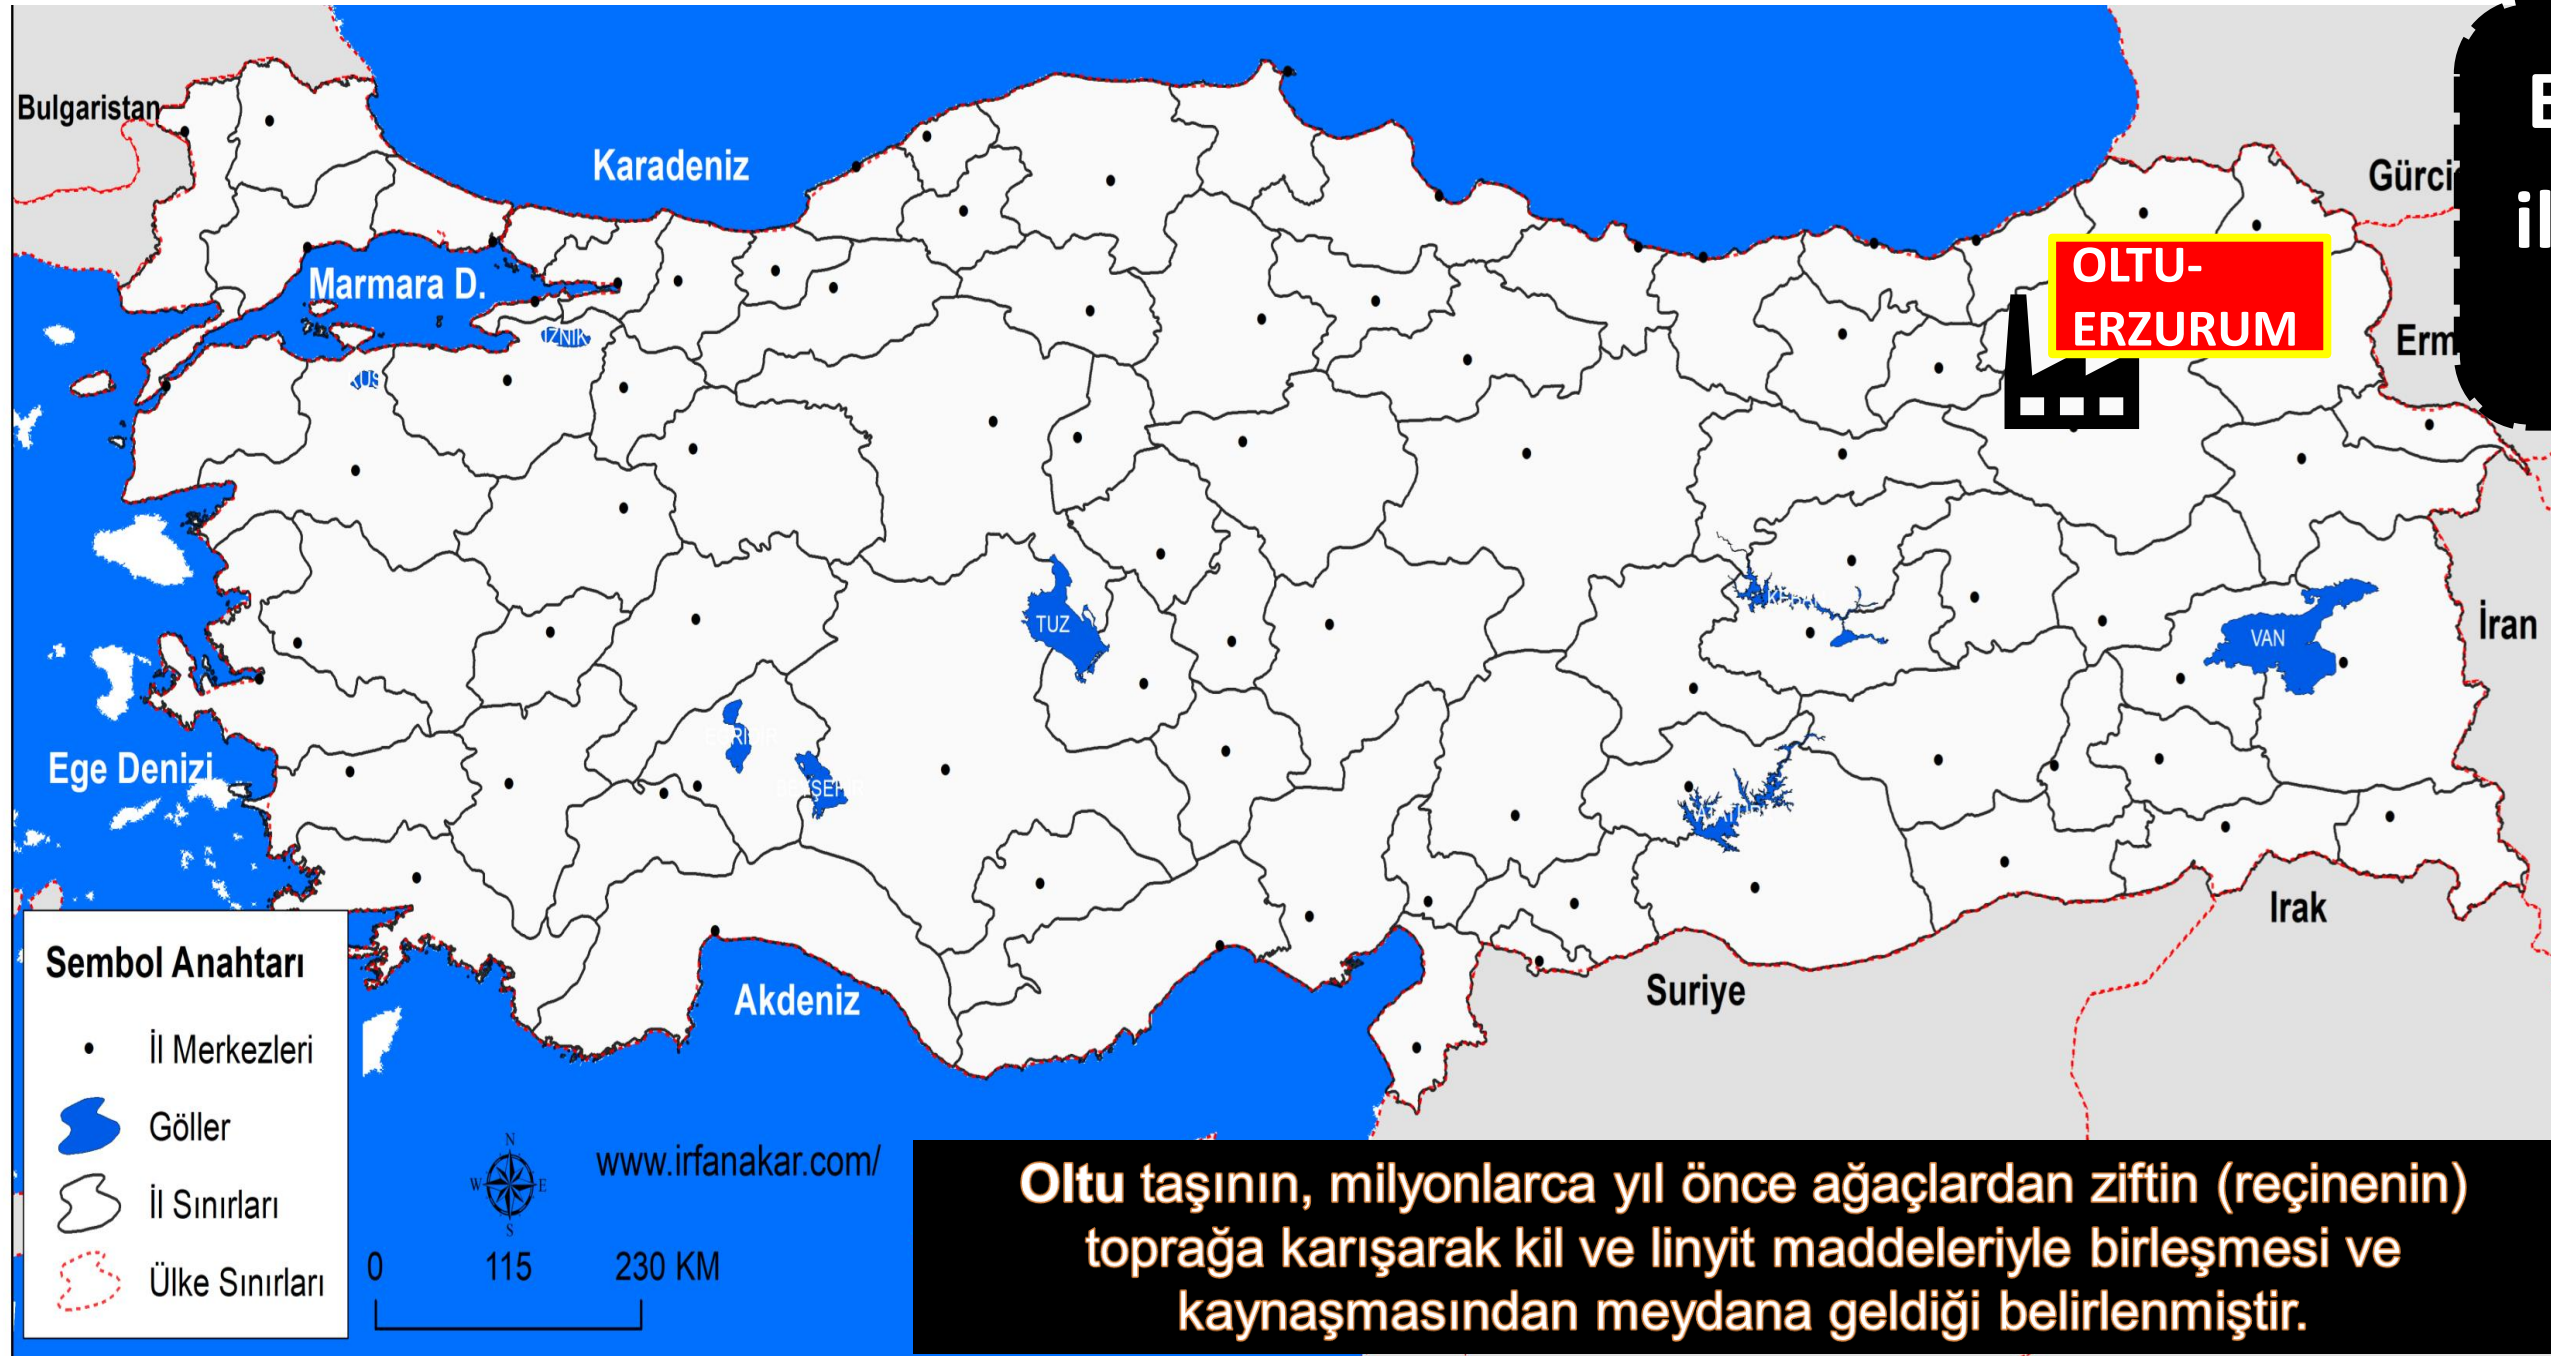 Bulgaristan
Karadeniz
Gürci
il
OLTU-
ERZURUM
Marmara D.
İZNİK
KUŞ
Erm
TUZ
VAN
İran
Ege Denizi
Irak
Suriye
Akdeniz
Sembol Anahtarı
İl Merkezleri
Göller
İl Sınırları
Ülke Sınırları
N
W E
S
www.irfanakar.com/
0 115 230 KM
Oltu taşının, milyonlarca yıl önce ağaçlardan ziftin (reçinenin)
toprağa karışarak kil ve linyit maddeleriyle birleşmesi ve
kaynaşmasından meydana geldiği belirlenmiştir.